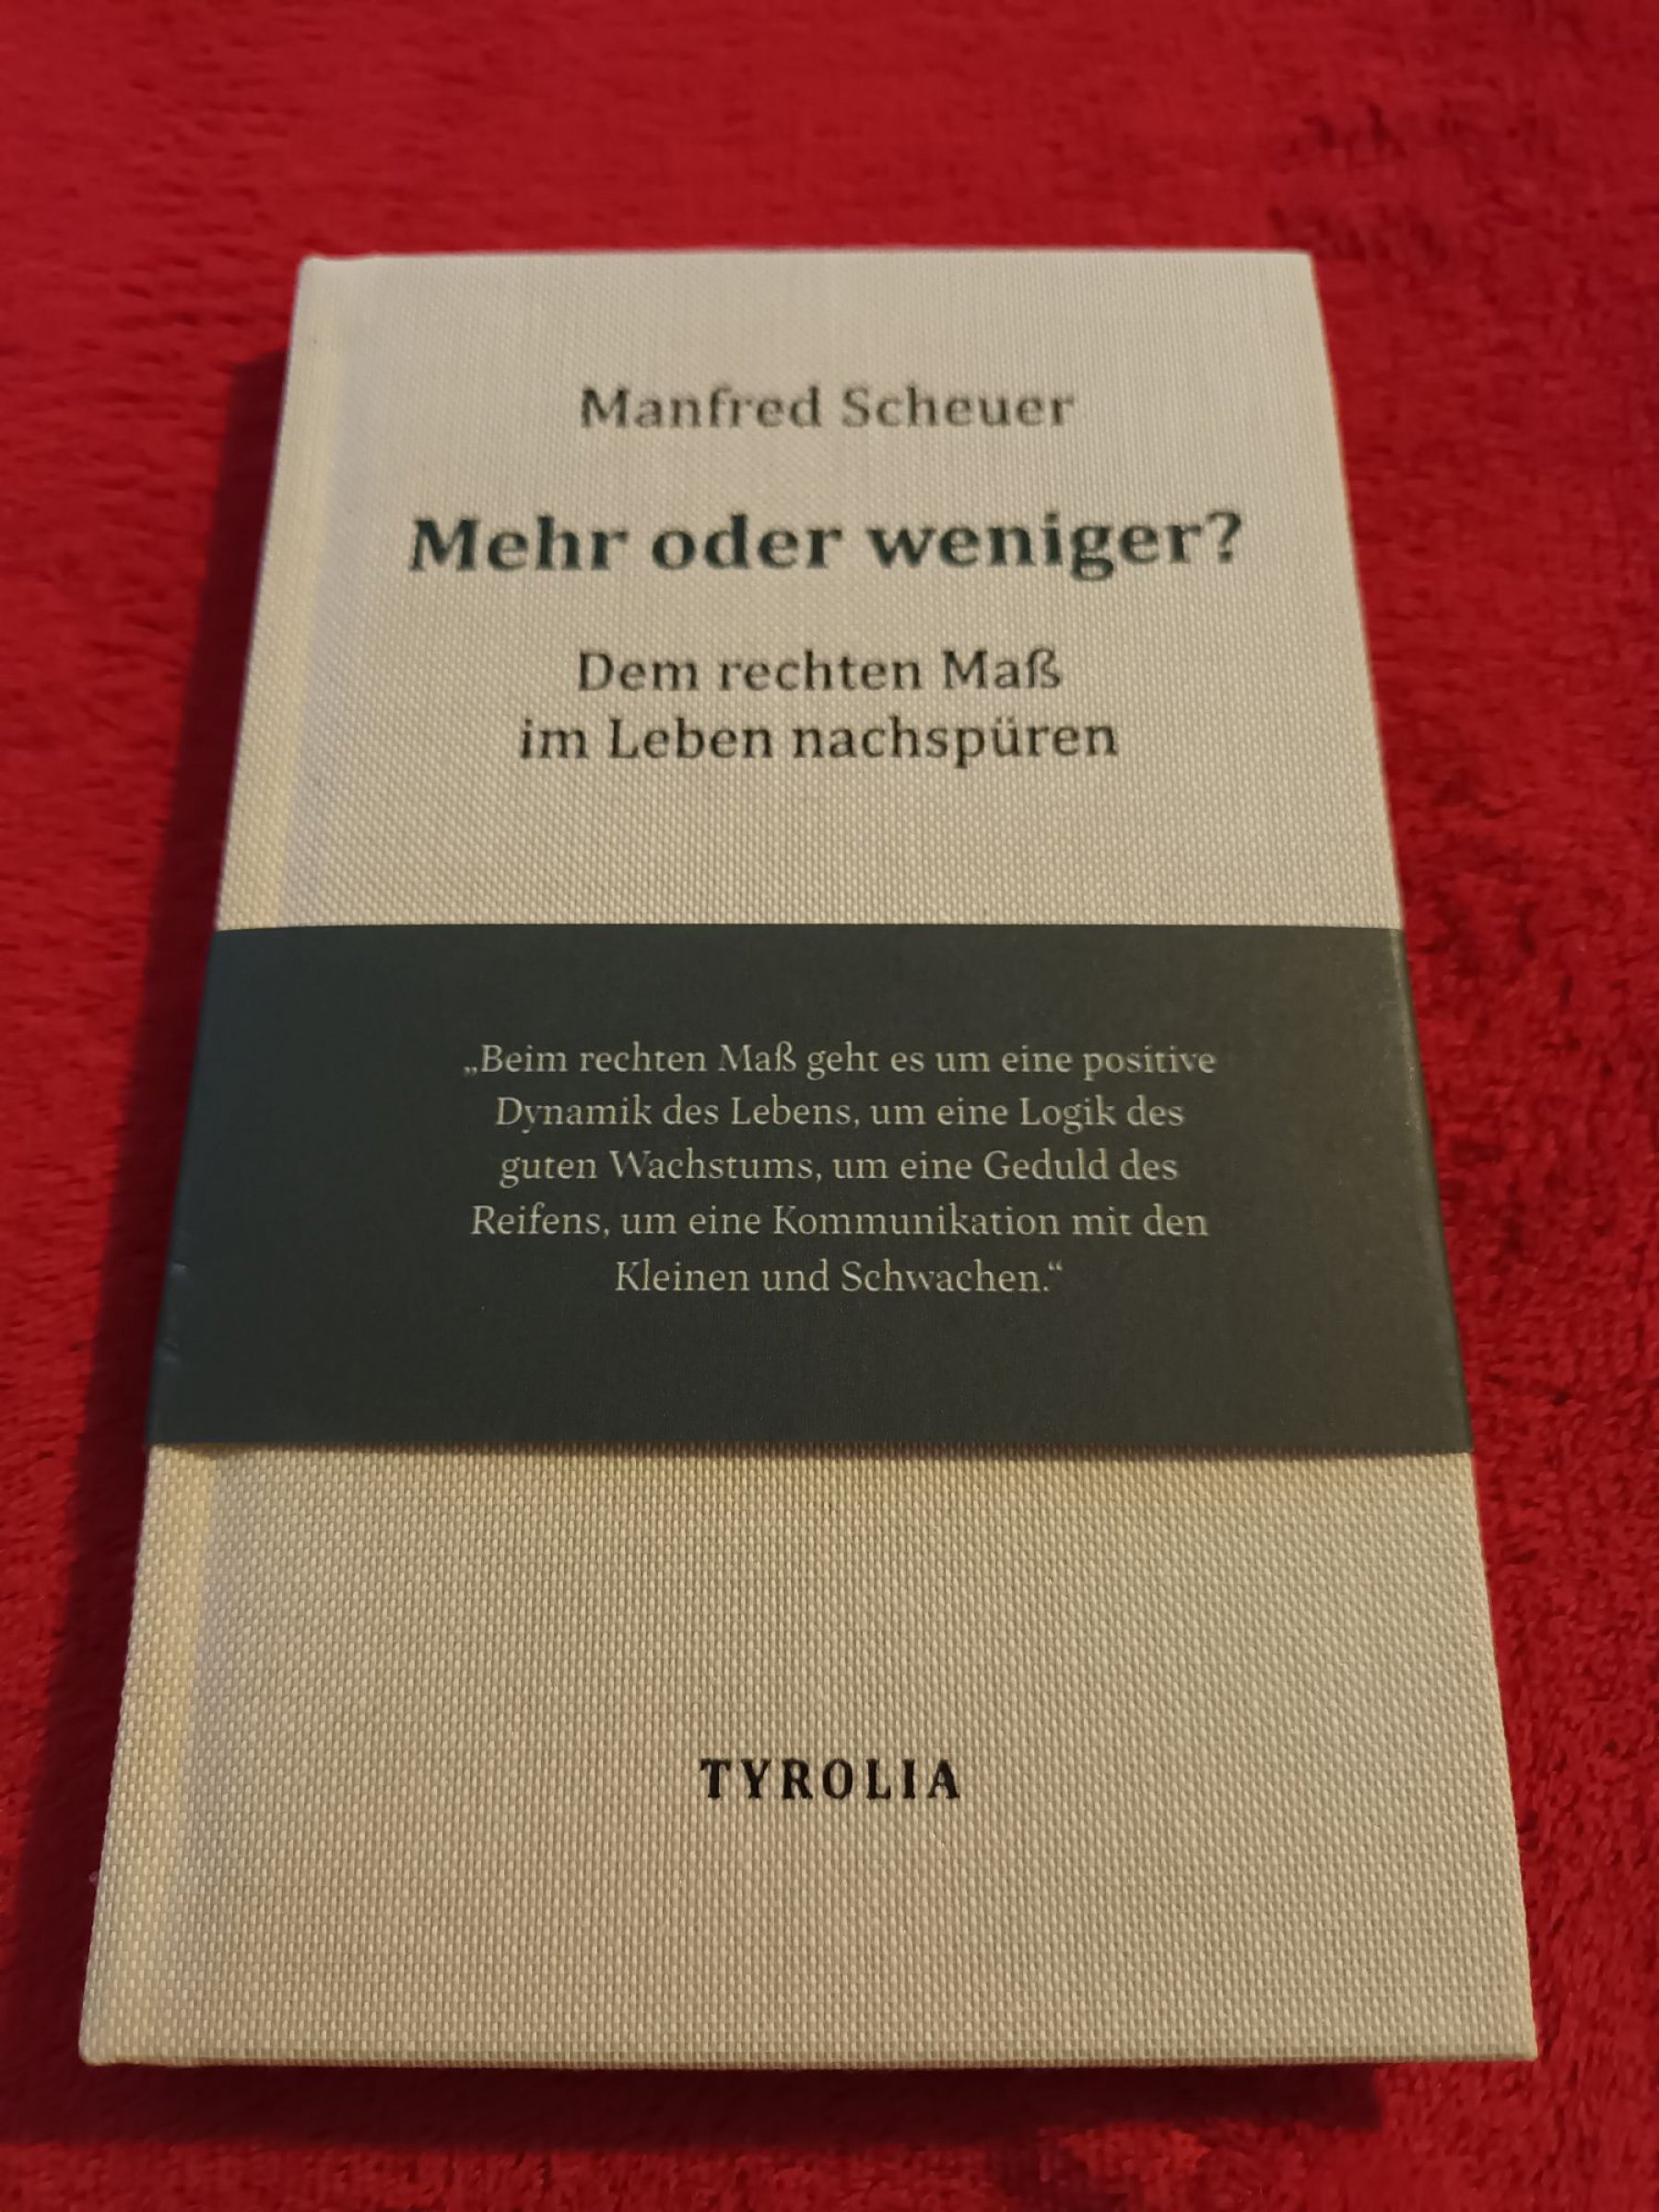 Manfred Scheuer
Mehr oder weniger?
Dem rechten Maß
im Leben nachspüren
„Beim rechten Maß geht es um eine positive
Dynamik des Lebens, um eine Logik des
guten Wachstums, um eine Geduld des
Reifens, um eine Kommunikation mit den
Kleinen und Schwachen.“
TYROLIA